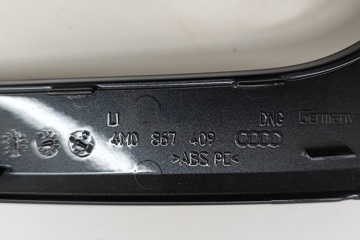 U DNG Germany
4M0 867 409
>ABS, PC<